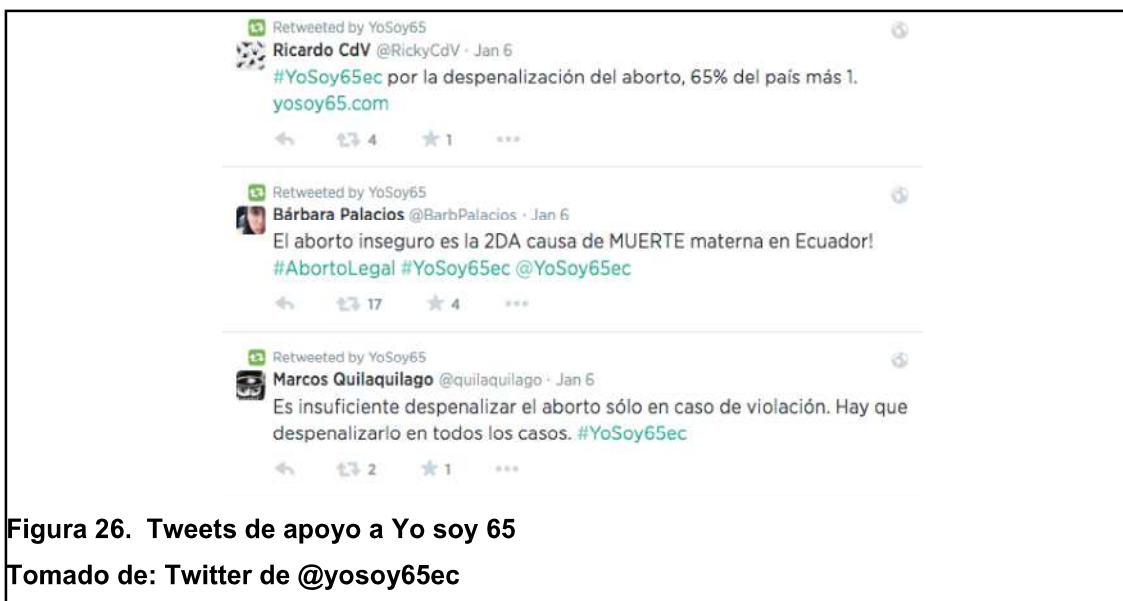 Retweeted by YoSoy65
Ricardo CdV @RickyCdV · Jan 6
#YoSoy65ec por la despenalización del aborto, 65% del país más 1.
yosoy65.com
4 1
Retweeted by YoSoy65
Bárbara Palacios @BarbPalacios · Jan 6
El aborto inseguro es la 2DA causa de MUERTE materna en Ecuador!
#AbortoLegal #YoSoy65ec @YoSoy65ec
17 4
Retweeted by YoSoy65
Marcos Quilaquilago @quilaquilago · Jan 6
Es insuficiente despenalizar el aborto sólo en caso de violación. Hay que
despenalizarlo en todos los casos. #YoSoy65ec
2 1
Figura 26. Tweets de apoyo a Yo soy 65
Tomado de: Twitter de @yosoy65ec